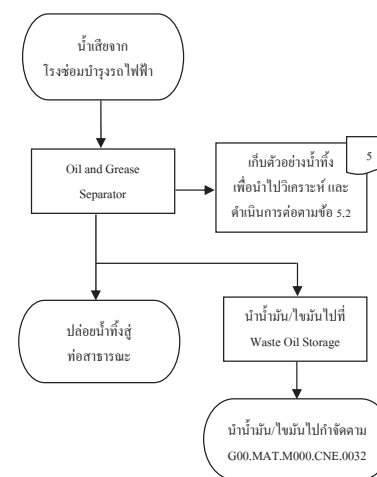 น้ำเสียจาก
โรงซ่อมบำรุงรถไฟฟ้า
Oil and Grease
Separator
5
เก็บตัวอย่างน้ำทิ้ง
เพื่อนำไปวิเคราะห์ และ
ดำเนินการต่อตามข้อ 5.2
ปล่อยน้ำทิ้งสู่
ท่อสาธารณะ
นำน้ำมัน/ไขมันไปที่
Waste Oil Storage
นำน้ำมัน/ไขมันไปกำจัดตาม
G00.MAT.M000.CNE.0032